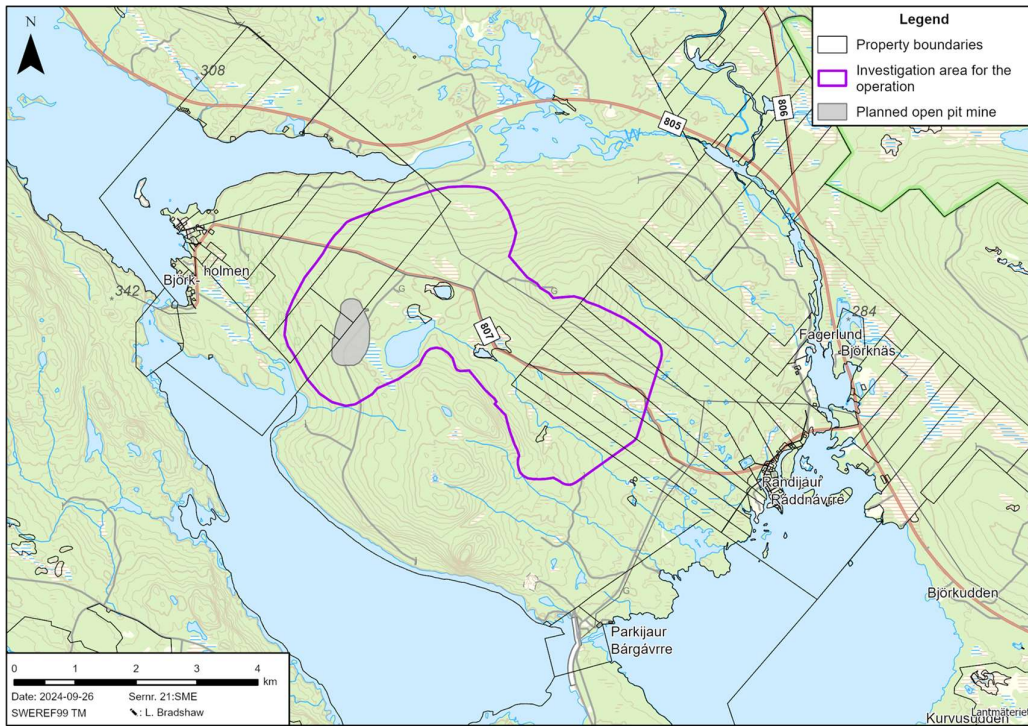 N
308
342
Björk-
holmen
805
806
807
284
Fagerlund
Björknäs
Randijaur
Ráddnávrre
Björkudden
Parkijaur
Bárgávrre
Kurvusudden
Lantmäteriet
G
G
G
W
W
Legend
Property boundaries
Investigation area for the
operation
Planned open pit mine
0 1 2 3 4
km
Date: 2024-09-26 Sernr. 21:SME
SWEREF99 TM ✎: L. Bradshaw